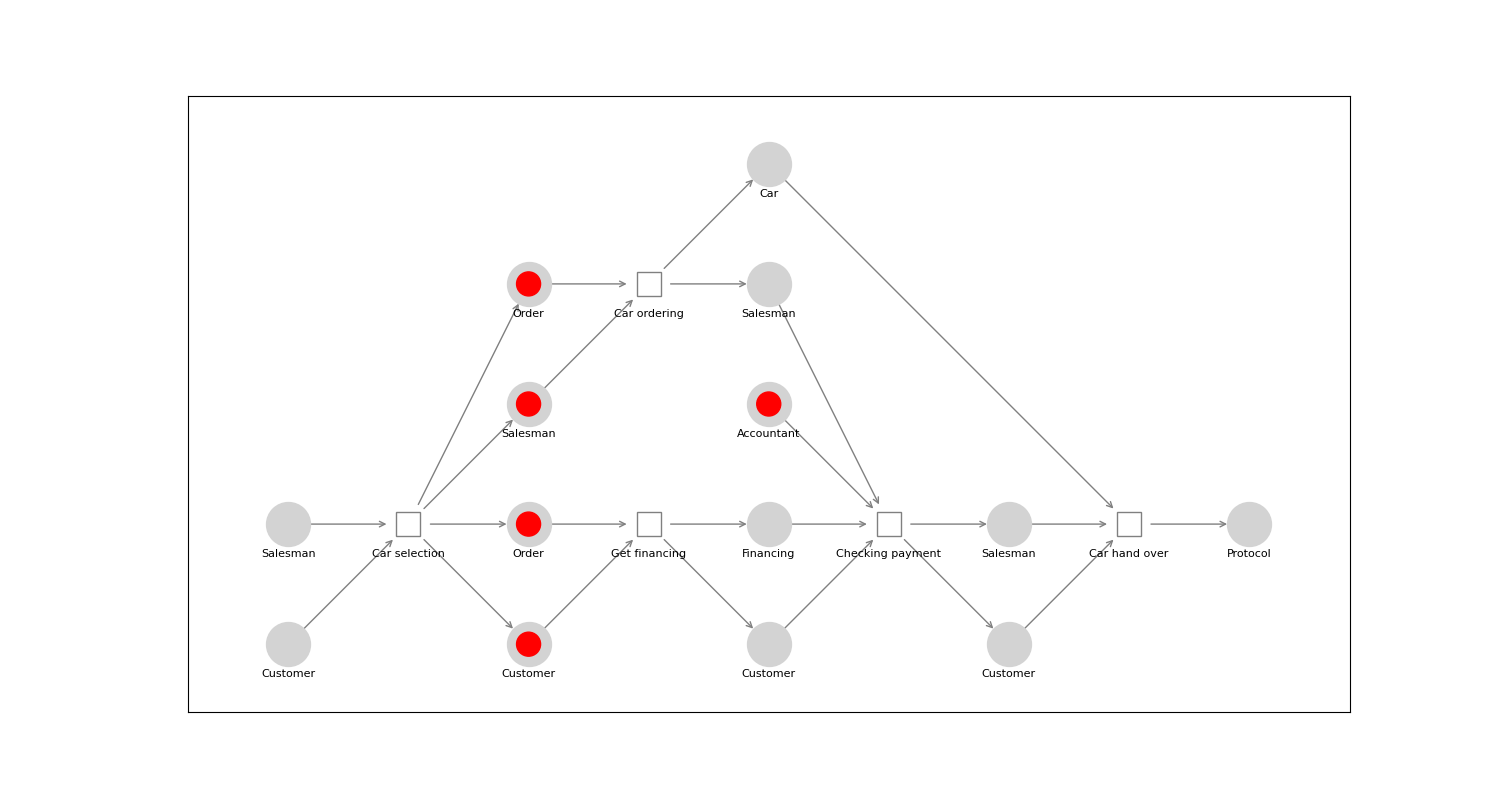 Car
Order
Car ordering
Salesman
Salesman
Accountant
Salesman
Car selection
Order
Get financing
Financing
Checking payment
Salesman
Car hand over
Protocol
Customer
Customer
Customer
Customer